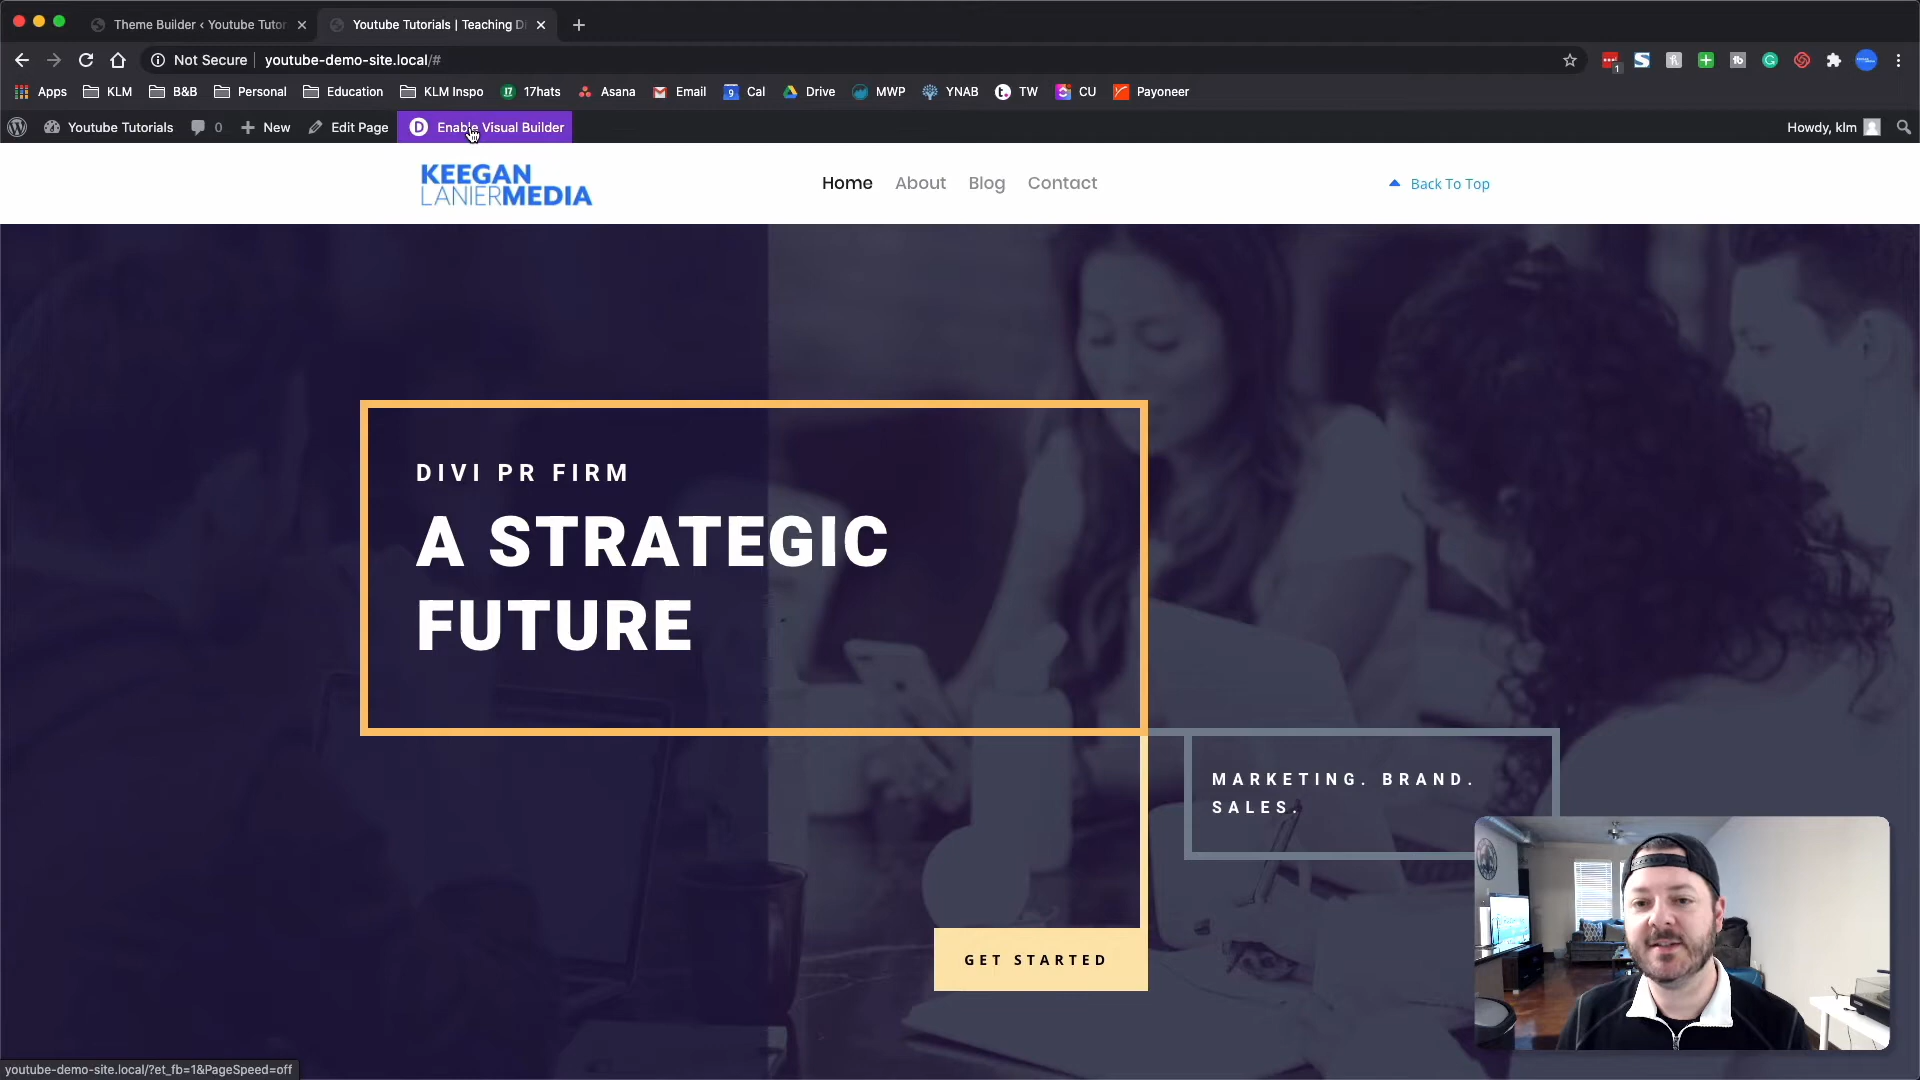 Theme Builder ‹ Youtube Tutor
Youtube Tutorials | Teaching Di
Not Secure
youtube-demo-site.local/#
1
Apps
KLM
B&B
Personal
Education
KLM Inspo
17hats
Asana
Email
9
Cal
Drive
MWP
YNAB
TW
CU
Payoneer
Youtube Tutorials
0
New
Edit Page
D
Enable Visual Builder
Howdy, klm
KEEGAN
LANIERMEDIA
Home
About
Blog
Contact
Back To Top
DIVI PR FIRM
A STRATEGIC
FUTURE
MARKETING. BRAND.
SALES.
GET STARTED
youtube-demo-site.local/?et_fb=1&PageSpeed=off